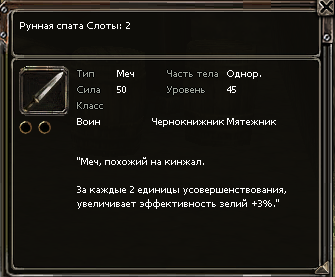 Рунная спата Слоты: 2
Тип Меч Часть тела Однор.
Сила 50 Уровень 45
Класс
Воин Чернокнижник Мятежник
"Меч, похожий на кинжал.
За каждые 2 единицы усовершенствования,
увеличивает эффективность зелий +3%."